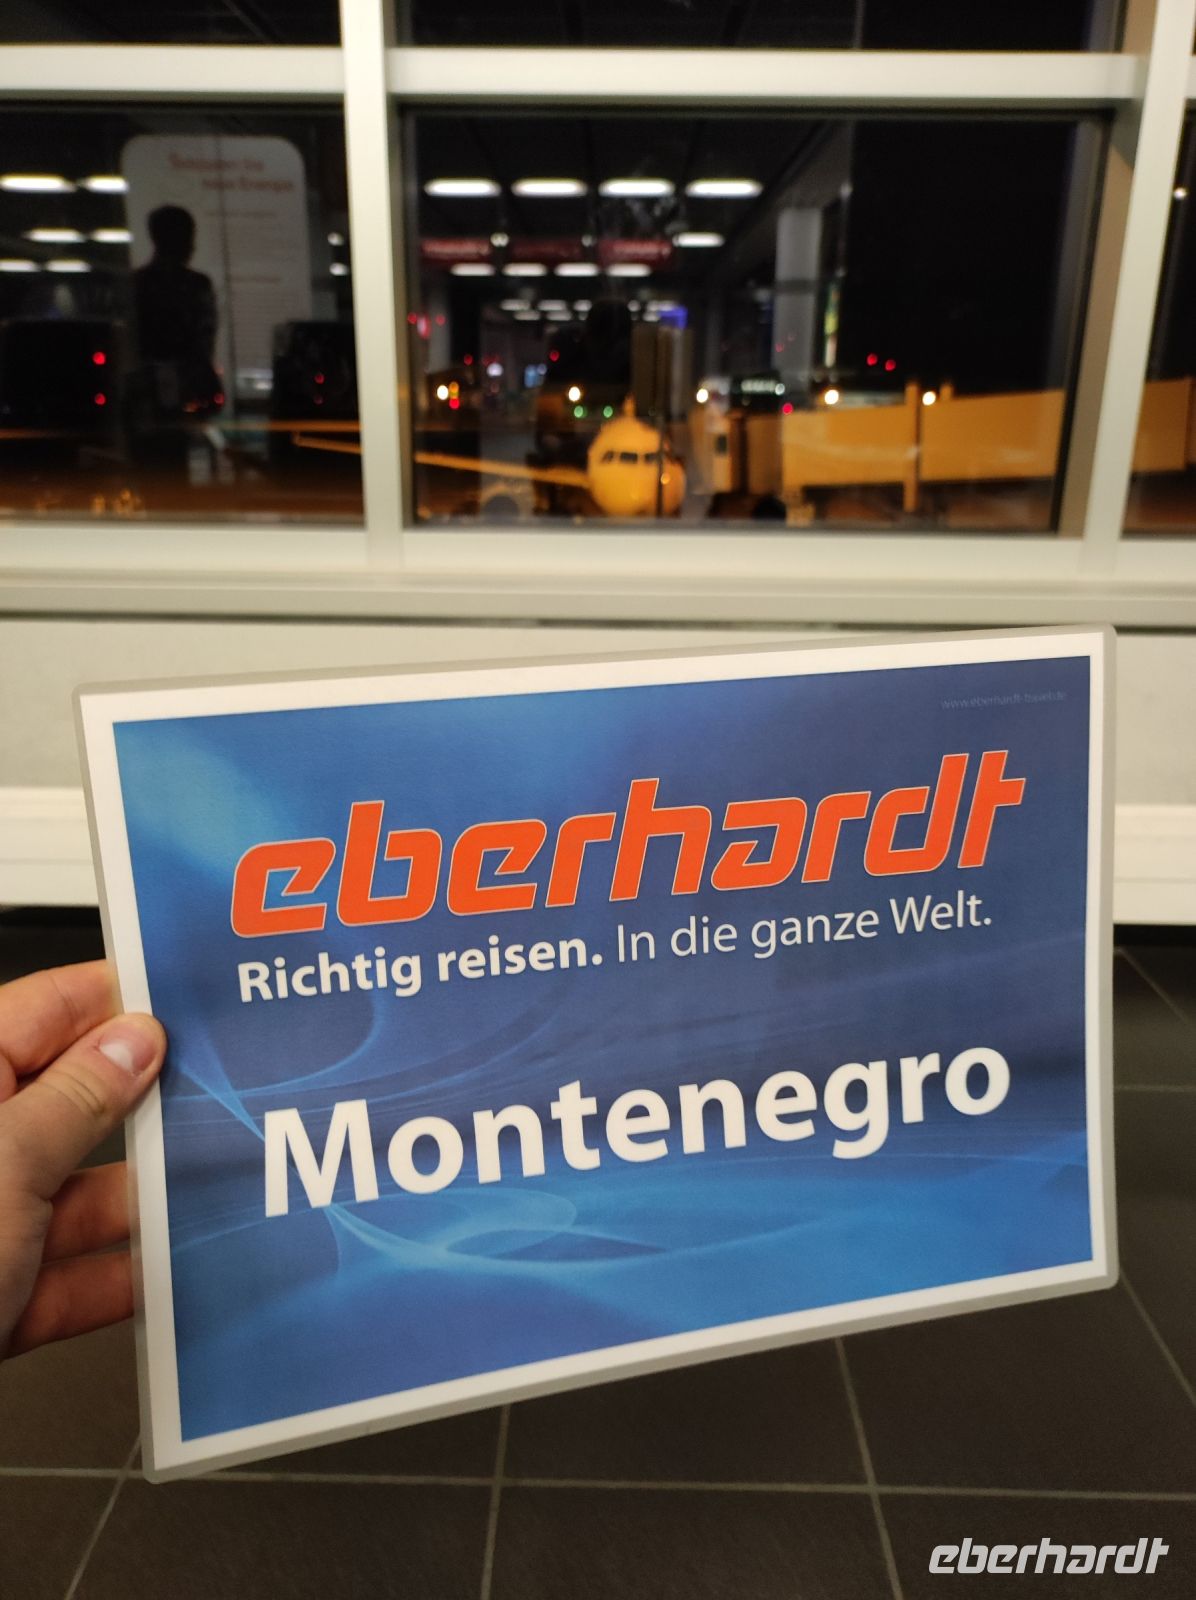 www.eberhardt-travel.de
eberhardt
Richtig reisen. In die ganze Welt.
Montenegro
eberhardt